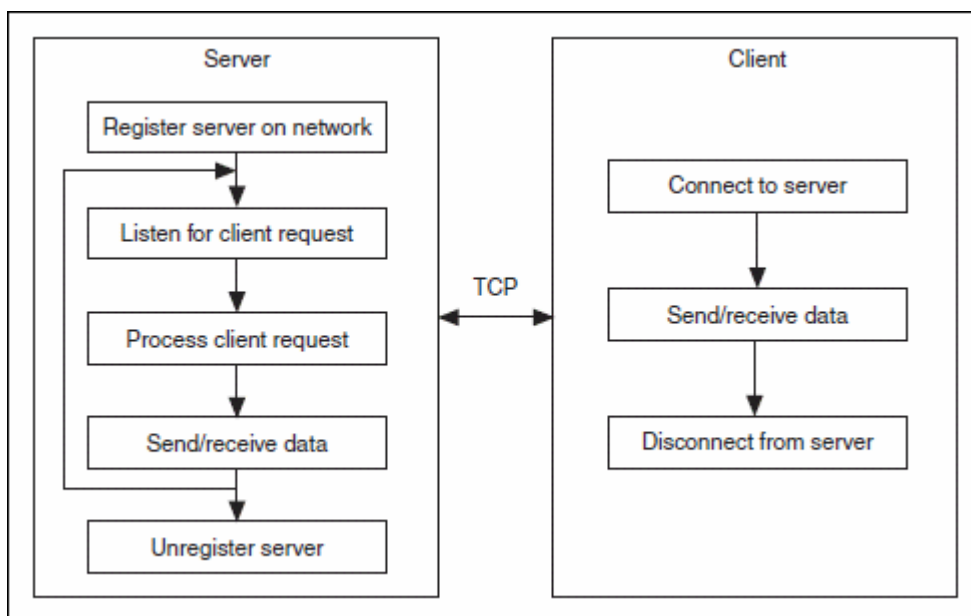 Server
Register server on network
Listen for client request
Process client request
Send/receive data
Unregister server
TCP
Client
Connect to server
Send/receive data
Disconnect from server